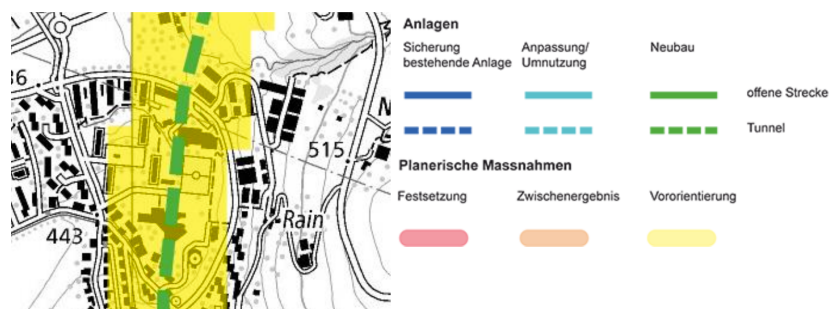 36
515
443
Rain
N
Anlagen
Sicherung bestehende Anlage
Anpassung/ Umnutzung
Neubau
offene Strecke
Tunnel
Planerische Massnahmen
Festsetzung
Zwischenergebnis
Vororientierung